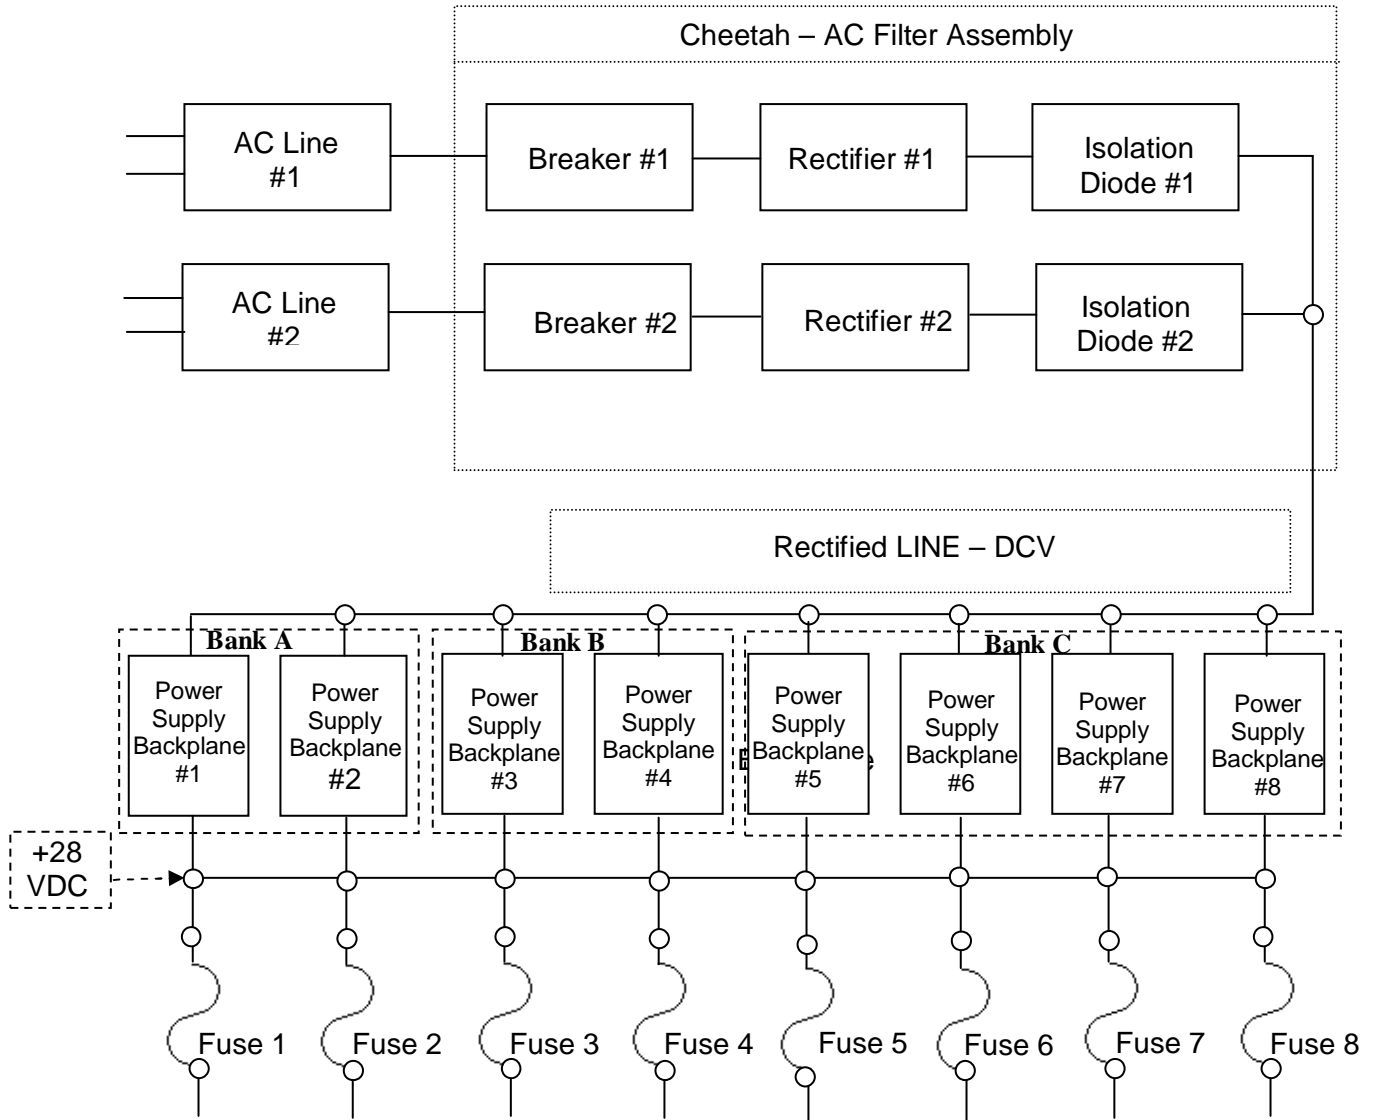 Cheetah – AC Filter Assembly
AC Line
#1
Breaker #1
Rectifier #1
Isolation
Diode #1
AC Line
#2
Breaker #2
Rectifier #2
Isolation
Diode #2
Rectified LINE – DCV
Bank A
Bank B
Bank C
Power
Supply
Backplane
#1
Power
Supply
Backplane
#2
Power
Supply
Backplane
#3
Power
Supply
Backplane
#4
Power
Supply
Backplane
#5
Power
Supply
Backplane
#6
Power
Supply
Backplane
#7
Power
Supply
Backplane
#8
+28
VDC
Fuse 1
Fuse 2
Fuse 3
Fuse 4
Fuse 5
Fuse 6
Fuse 7
Fuse 8